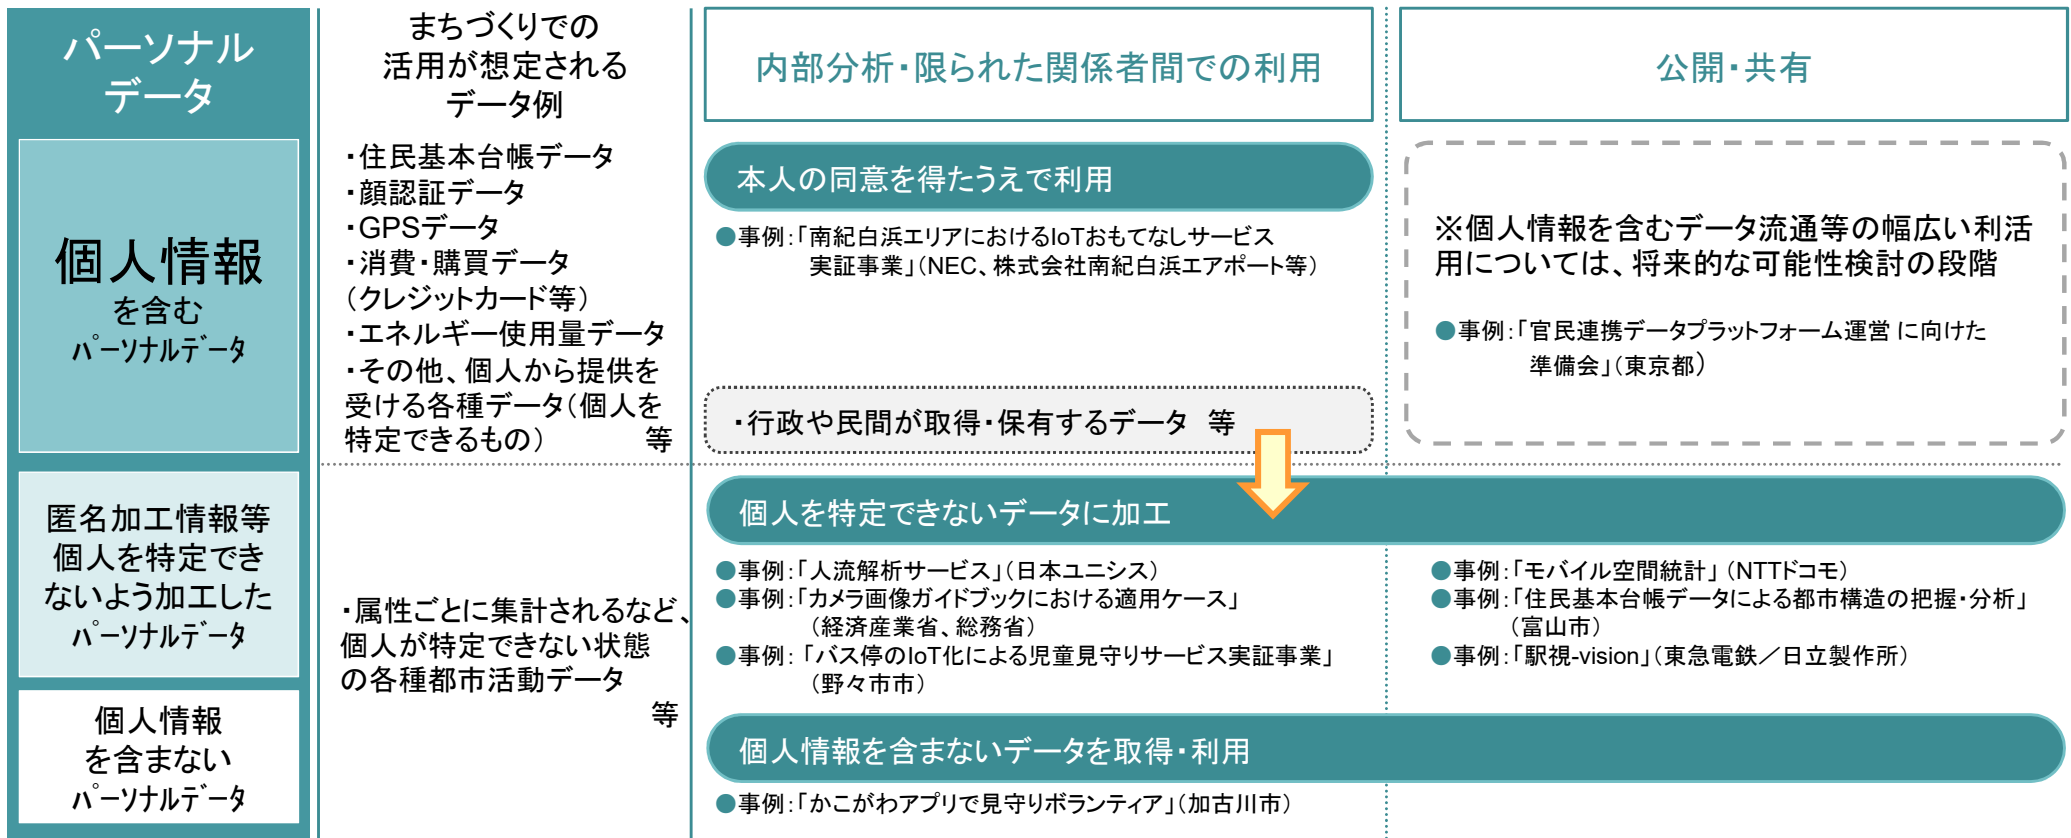 パーソナル
データ
まちづくりでの
活用が想定される
データ例
内部分析・限られた関係者間での利用
公開・共有
個人情報
を含む
パーソナルデータ
・住民基本台帳データ
・顔認証データ
・GPSデータ
・消費・購買データ
（クレジットカード等）
・エネルギー使用量データ
・その他、個人から提供を
受ける各種データ（個人を
特定できるもの）　等
本人の同意を得たうえで利用
●事例：「南紀白浜エリアにおけるIoTおもてなしサービス
実証事業」（NEC、株式会社南紀白浜エアポート等）
・行政や民間が取得・保有するデータ　等
※個人情報を含むデータ流通等の幅広い利活
用については、将来的な可能性検討の段階
●事例：「官民連携データプラットフォーム運営 に向けた
準備会」（東京都）
匿名加工情報等
個人を特定でき
ないよう加工した
パーソナルデータ
個人情報
を含まない
パーソナルデータ
・属性ごとに集計されるなど、
個人が特定できない状態
の各種都市活動データ
等
個人を特定できないデータに加工
●事例：「人流解析サービス」（日本ユニシス）
●事例：「カメラ画像ガイドブックにおける適用ケース」
（経済産業省、総務省）
●事例：「バス停のIoT化による児童見守りサービス実証事業」
（野々市市）
●事例：「モバイル空間統計」（NTTドコモ）
●事例：「住民基本台帳データによる都市構造の把握・分析」
（富山市）
●事例：「駅視-vision」（東急電鉄／日立製作所）
個人情報を含まないデータを取得・利用
●事例：「かこがわアプリで見守りボランティア」（加古川市）